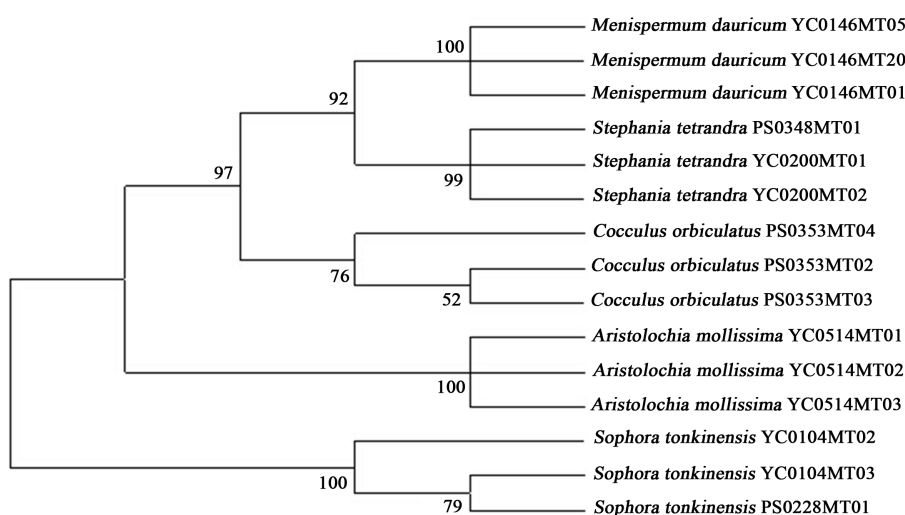 Menispermum dauricum YC0146MT05
100
Menispermum dauricum YC0146MT20
92
Menispermum dauricum YC0146MT01
Stephania tetrandra PS0348MT01
97
Stephania tetrandra YC0200MT01
99
Stephania tetrandra YC0200MT02
Cocculus orbiculatus PS0353MT04
76
Cocculus orbiculatus PS0353MT02
52
Cocculus orbiculatus PS0353MT03
Aristolochia mollissima YC0514MT01
Aristolochia mollissima YC0514MT02
100
Aristolochia mollissima YC0514MT03
Sophora tonkinensis YC0104MT02
100
Sophora tonkinensis YC0104MT03
79
Sophora tonkinensis PS0228MT01